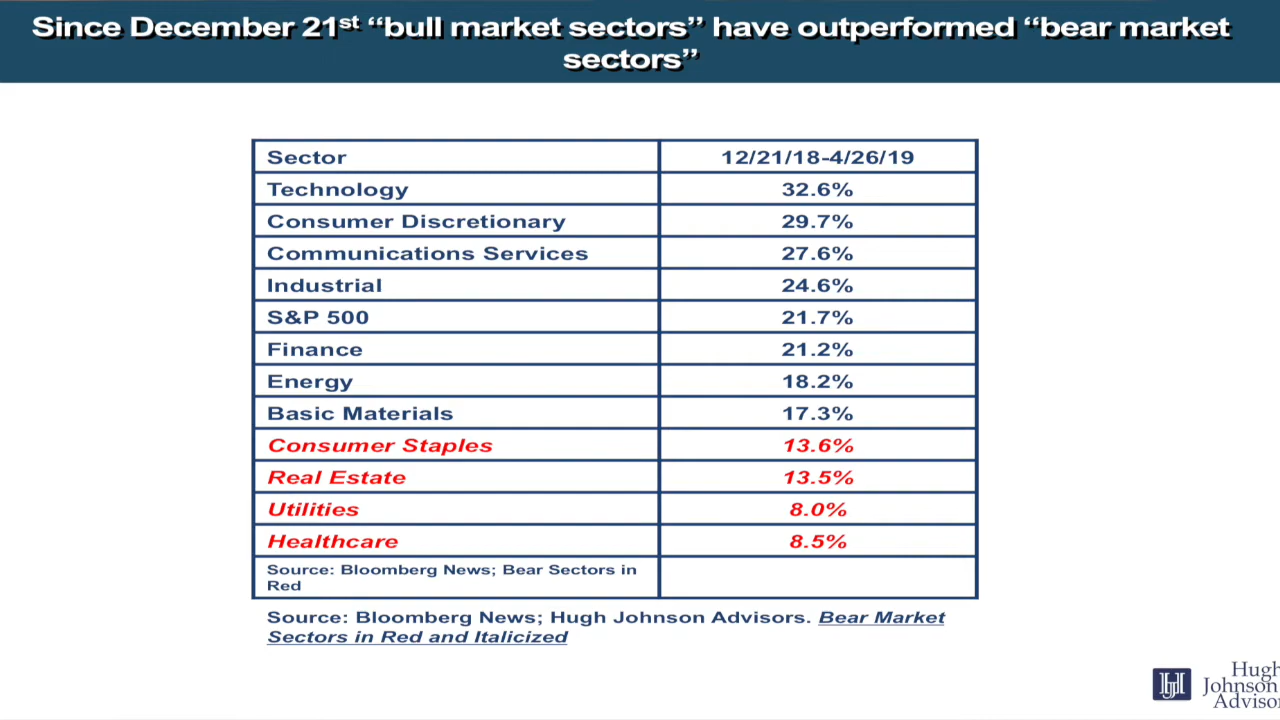 Since December 21st “bull market sectors” have outperformed “bear market
sectors”
Sector 12/21/18-4/26/19
Technology 32.6%
Consumer Discretionary 29.7%
Communications Services 27.6%
Industrial 24.6%
S&P 500 21.7%
Finance 21.2%
Energy 18.2%
Basic Materials 17.3%
Consumer Staples 13.6%
Real Estate 13.5%
Utilities 8.0%
Healthcare 8.5%
Source: Bloomberg News; Bear Sectors in
Red
Source: Bloomberg News; Hugh Johnson Advisors. Bear Market
Sectors in Red and Italicized
HJ
Hugh
Johnson
Advisor